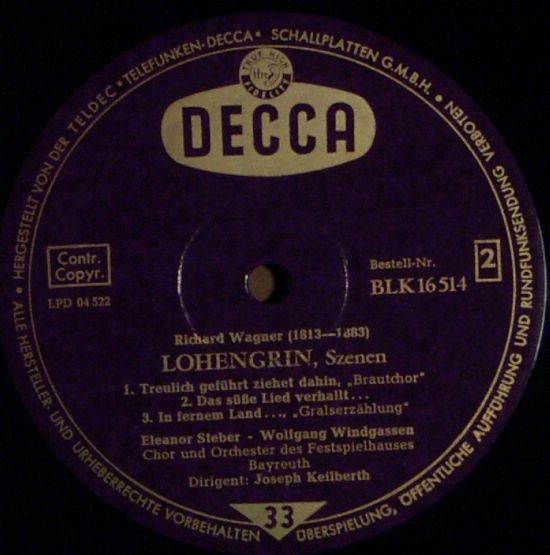 HERGESTELLT VON DER TELDEC • TELEFUNKEN-DECCA • SCHALLPLATTEN G.M.B.H.
TRUE HIGH FIDELITY
DECCA
Contr.
Copyr.
LPD 04 522
Bestell-Nr.
BLK 16 514
2
Richard Wagner (1813—1883)
LOHENGRIN, Szenen
1. Treulich geführt ziehet dahin, „Brautchor"
2. Das süße Lied verhallt...
3. In fernem Land..., „Gralserzählung"
Eleanor Steber - Wolfgang Windgassen
Chor und Orchester des Festspielhauses
Bayreuth
Dirigent: Joseph Keilberth
33
• ALLE HERSTELLER- UND URHEBERRECHTE VORBEHALTEN
ÜBERSPIELUNG, ÖFFENTLICHE AUFFÜHRUNG UND RUNDFUNKSENDUNG VERBOTEN •